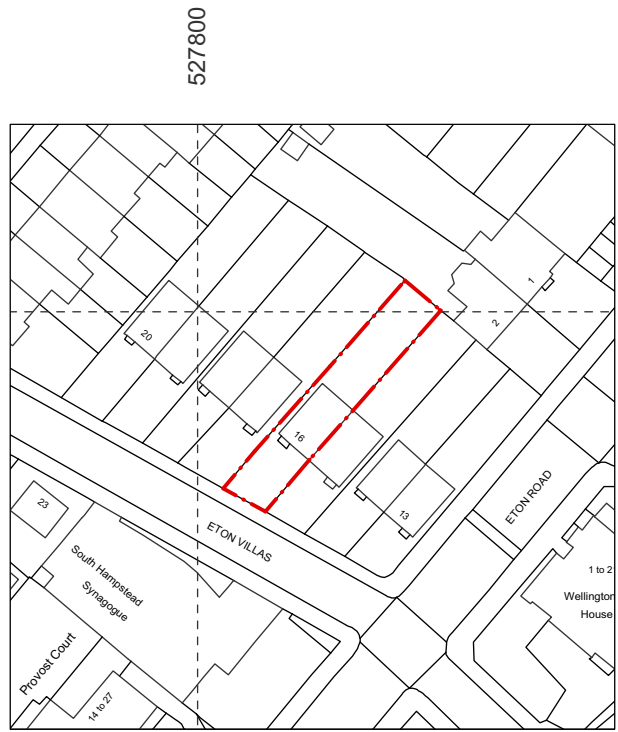 527800
20
1
2
16
13
23
ETON VILLAS
ETON ROAD
South Hampstead
Synagogue
Provost Court
14 to 27
1 to 2
Wellington
House